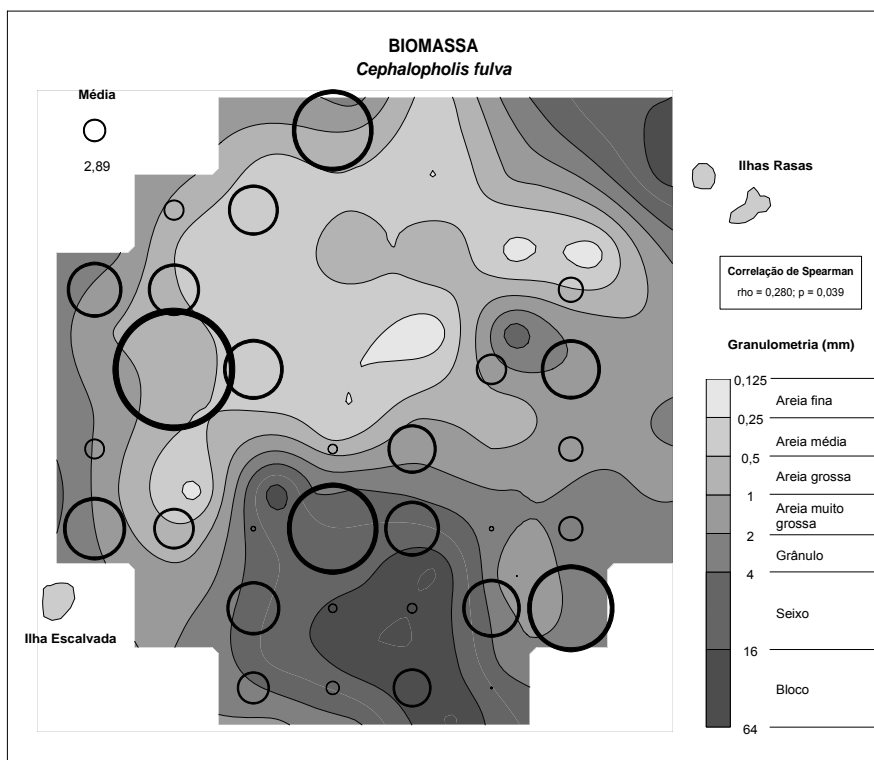 BIOMASSA
Cephalopholis fulva
Média
2,89
Ilhas Rasas
Correlação de Spearman
rho = 0,280; p = 0,039
Granulometria (mm)
0,125
Areia fina
0,25
Areia média
0,5
Areia grossa
1
Areia muito
grossa
2
Grânulo
4
Seixo
16
Bloco
64
Ilha Escalvada